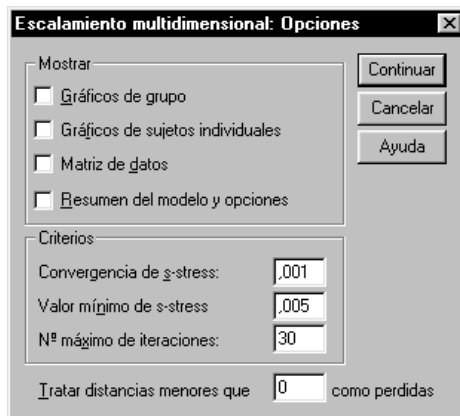 Escalamiento multidimensional: Opciones
Mostrar
Gráficos de grupo
Gráficos de sujetos individuales
Matriz de datos
Resumen del modelo y opciones
Continuar
Cancelar
Ayuda
Criterios
Convergencia de s-stress: ,001
Valor mínimo de s-stress ,005
Nº máximo de iteraciones: 30
Tratar distancias menores que 0 como perdidas